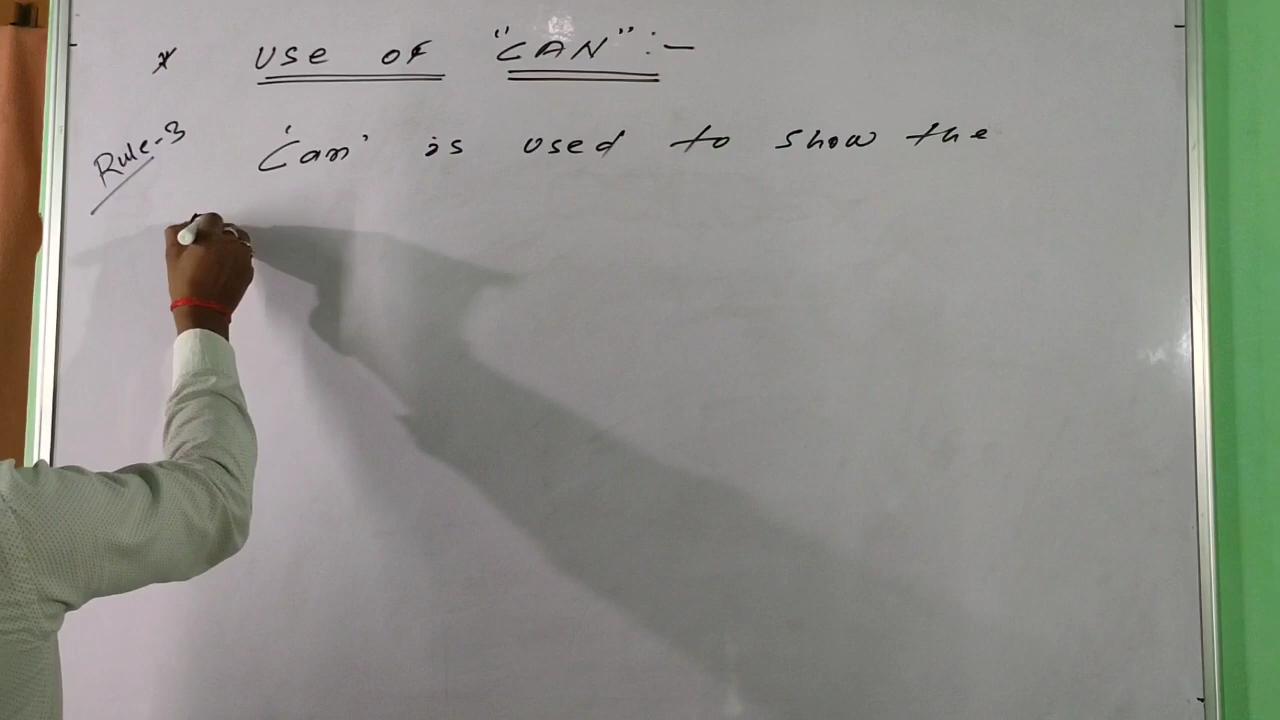 * Use of "CAN" :-
Rule-3 'Can' is used to show the